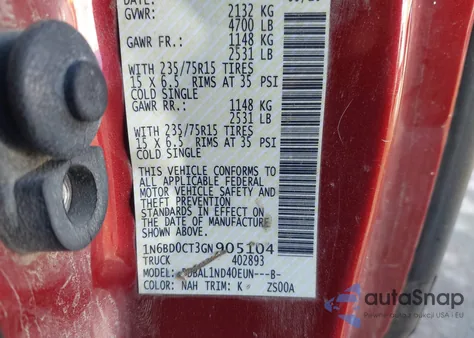 DATE:
GVWR: 2132 KG
4700 LB
GAWR FR.: 1148 KG
2531 LB
WITH 235/75R15 TIRES
15 X 6.5 RIMS AT 35 PSI
COLD SINGLE
GAWR RR.: 1148 KG
2531 LB
WITH 235/75R15 TIRES
15 X 6.5 RIMS AT 35 PSI
COLD SINGLE
THIS VEHICLE CONFORMS TO
ALL APPLICABLE FEDERAL
MOTOR VEHICLE SAFETY AND
THEFT PREVENTION
STANDARDS IN EFFECT ON
THE DATE OF MANUFACTURE
SHOWN ABOVE.
1N6BD0CT3GN905104
TRUCK 402893
MODEL: BAL1ND40EUN---B-
COLOR: NAH TRIM: K ZS00A
autoSnap